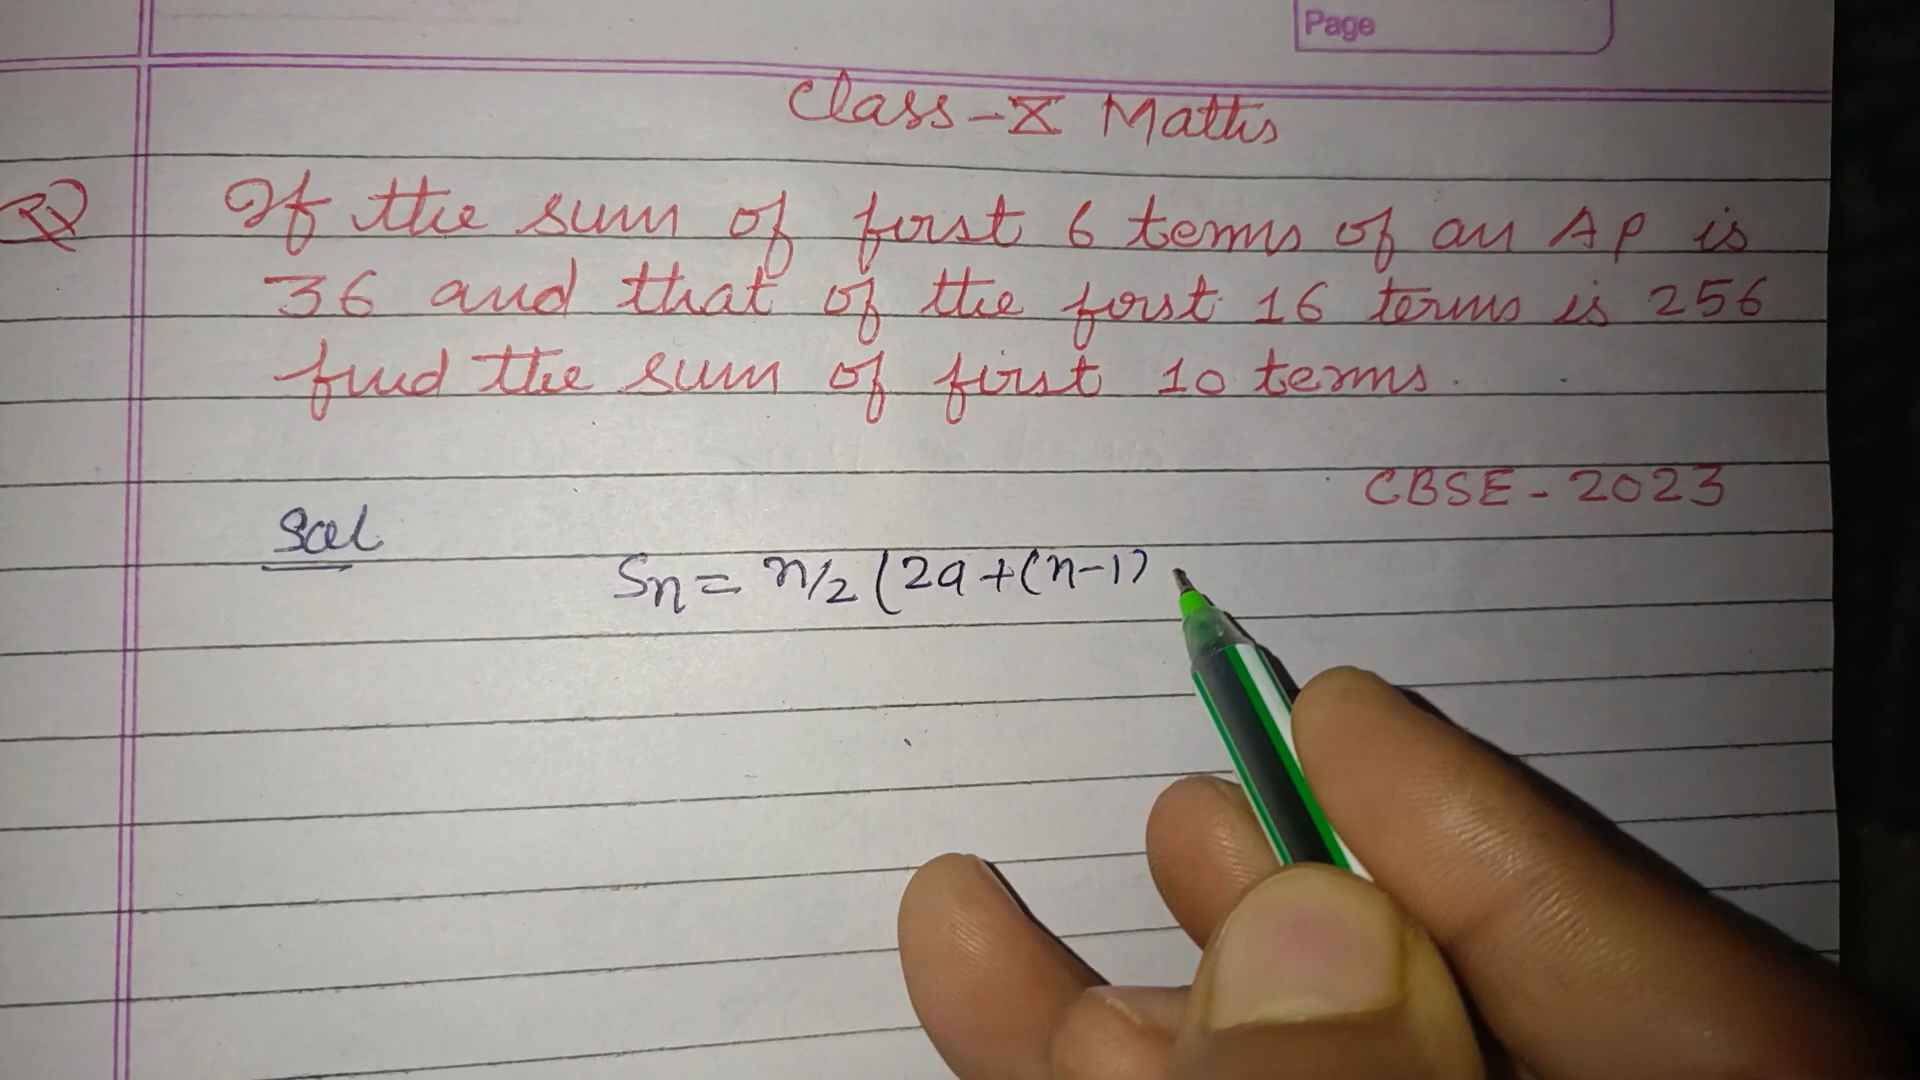 Page
Class-X Maths
Q If the sum of first 6 terms of an AP is
36 and that of the first 16 terms is 256
find the sum of first 10 terms.
CBSE-2023
Sol
Sn = n/2 (2a+(n-1)